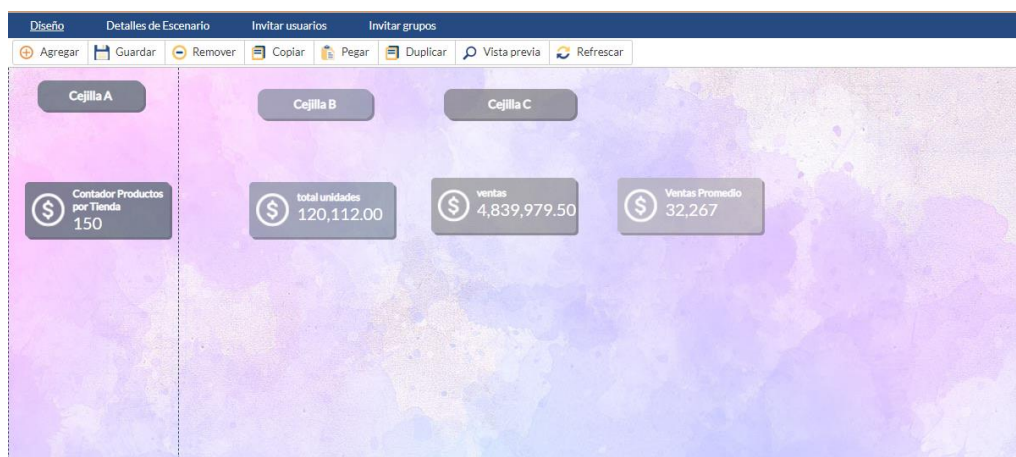 Diseño Detalles de Escenario Invitar usuarios Invitar grupos
Agregar Guardar Remover Copiar Pegar Duplicar Vista previa Refrescar
Cejilla A
Cejilla B
Cejilla C
Contador Productos
por Tienda
150
total unidades
120,112.00
ventas
4,839,979.50
Ventas Promedio
32,267